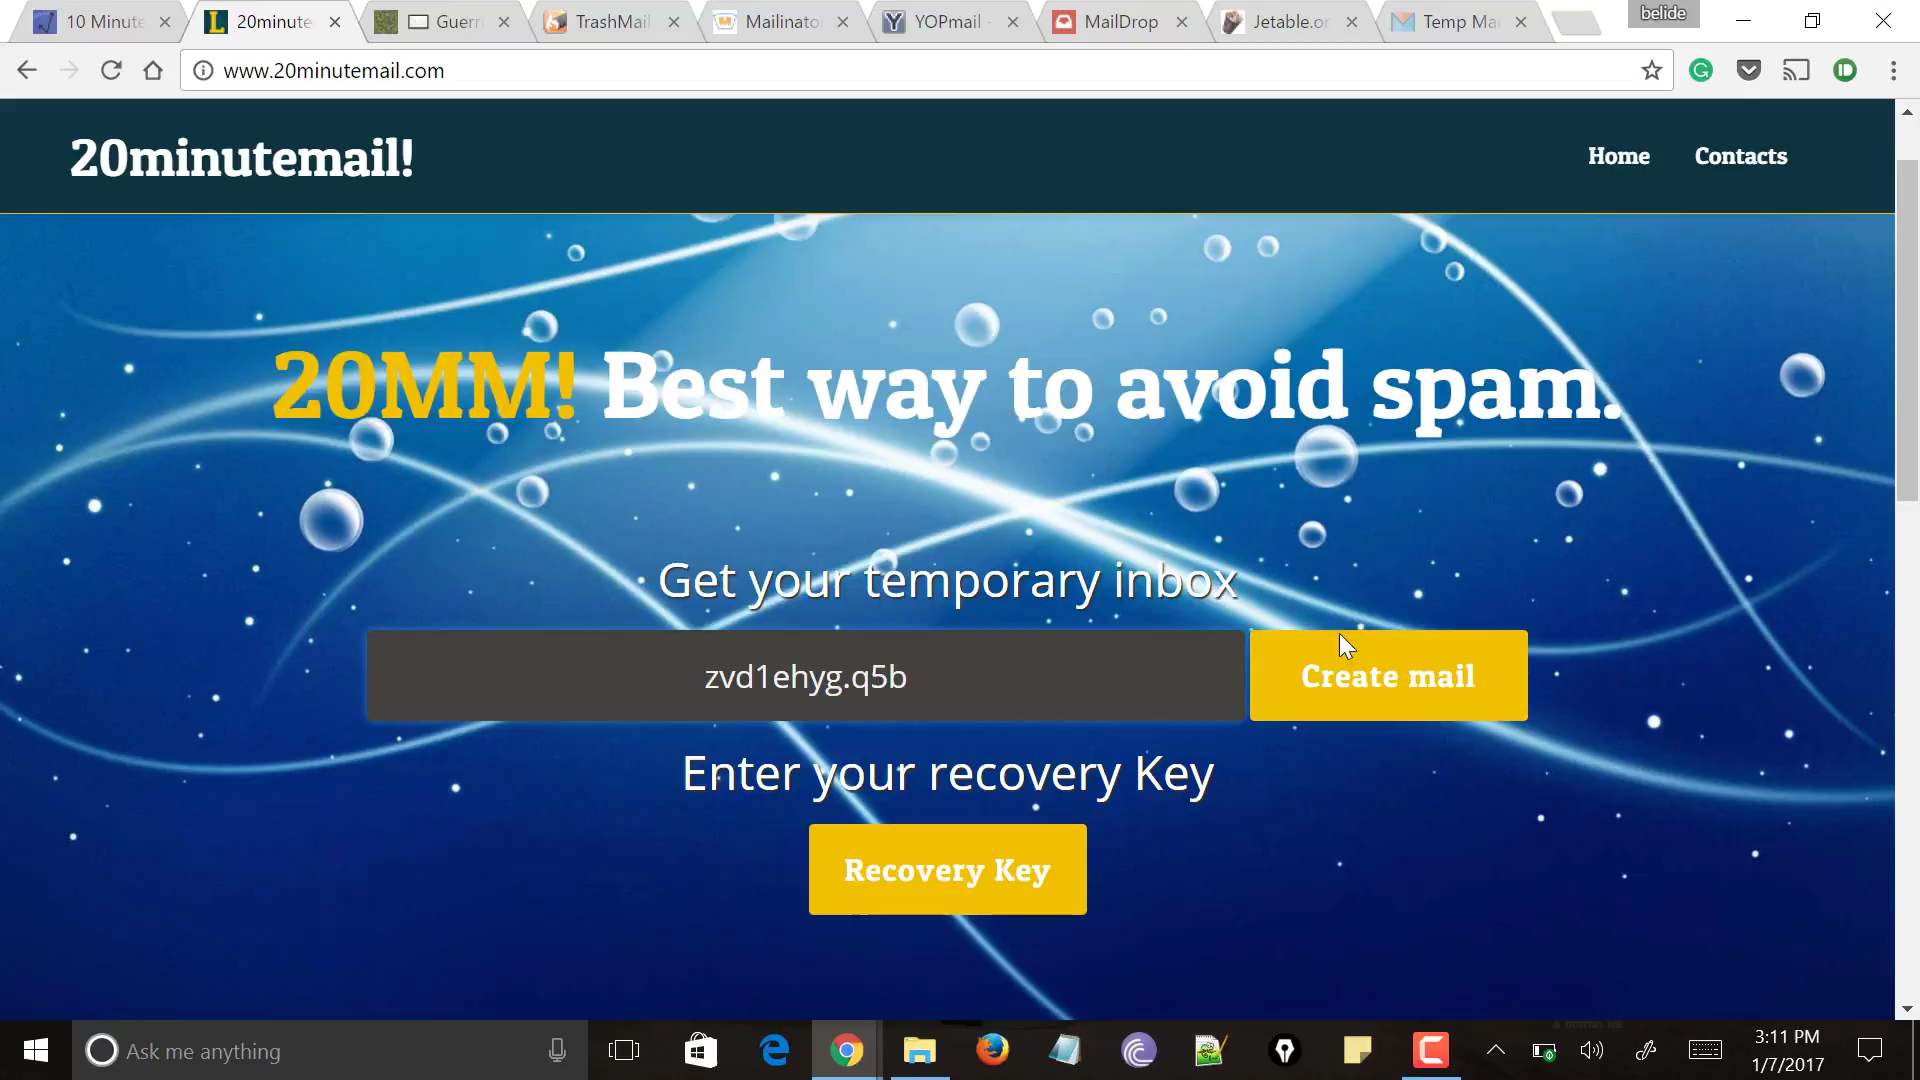 10 Minute
20minute
Guerri
TrashMail
Mailinato
YOPmail -
MailDrop
Jetable.or
Temp Ma
belide
www.20minutemail.com
20minutemail!
Home
Contacts
20MM! Best way to avoid spam.
Get your temporary inbox
zvd1ehyg.q5b
Create mail
Enter your recovery Key
Recovery Key
Ask me anything
3:11 PM
1/7/2017